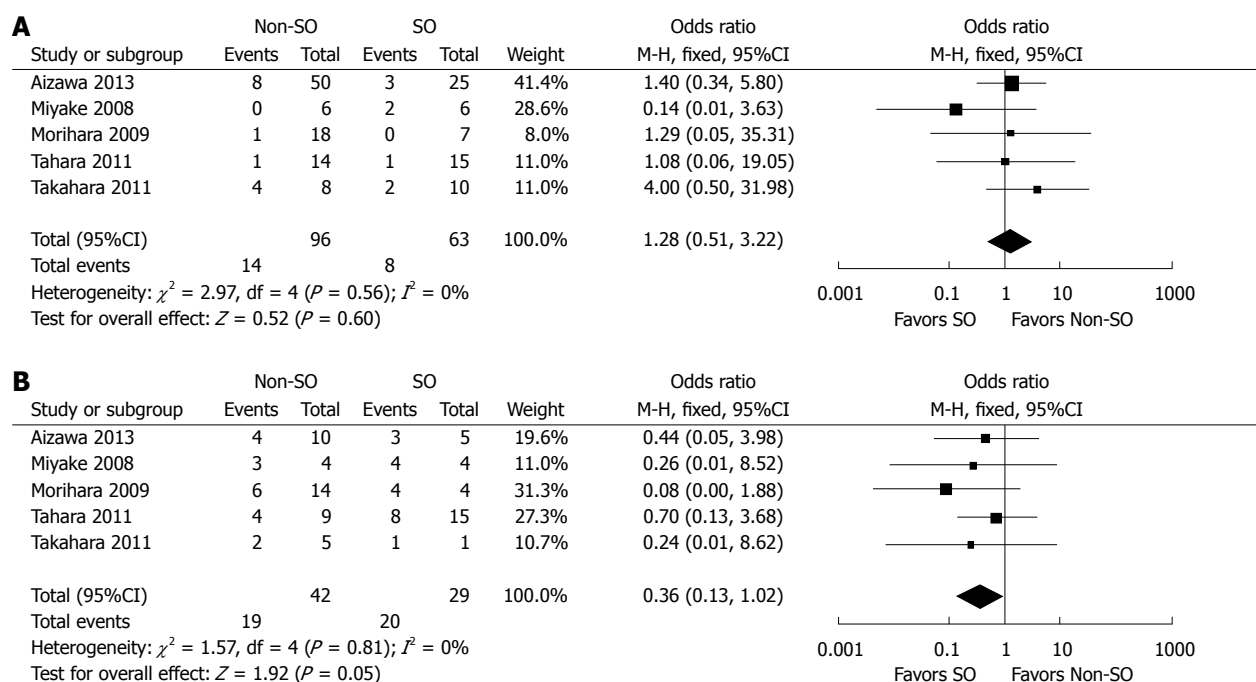 A
Non-SO SO Odds ratio Odds ratio
Study or subgroup Events Total Events Total Weight M-H, fixed, 95%CI M-H, fixed, 95%CI
Aizawa 2013 8 50 3 25 41.4% 1.40 (0.34, 5.80)
Miyake 2008 0 6 2 6 28.6% 0.14 (0.01, 3.63)
Morihara 2009 1 18 0 7 8.0% 1.29 (0.05, 35.31)
Tahara 2011 1 14 1 15 11.0% 1.08 (0.06, 19.05)
Takahara 2011 4 8 2 10 11.0% 4.00 (0.50, 31.98)
Total (95%CI) 96 63 100.0% 1.28 (0.51, 3.22)
Total events 14 8
Heterogeneity: χ² = 2.97, df = 4 (P = 0.56); I² = 0%
Test for overall effect: Z = 0.52 (P = 0.60)
0.001 0.1 1 10 1000
Favors SO Favors Non-SO
B
Non-SO SO Odds ratio Odds ratio
Study or subgroup Events Total Events Total Weight M-H, fixed, 95%CI M-H, fixed, 95%CI
Aizawa 2013 4 10 3 5 19.6% 0.44 (0.05, 3.98)
Miyake 2008 3 4 4 4 11.0% 0.26 (0.01, 8.52)
Morihara 2009 6 14 4 4 31.3% 0.08 (0.00, 1.88)
Tahara 2011 4 9 8 15 27.3% 0.70 (0.13, 3.68)
Takahara 2011 2 5 1 1 10.7% 0.24 (0.01, 8.62)
Total (95%CI) 42 29 100.0% 0.36 (0.13, 1.02)
Total events 19 20
Heterogeneity: χ² = 1.57, df = 4 (P = 0.81); I² = 0%
Test for overall effect: Z = 1.92 (P = 0.05)
0.001 0.1 1 10 1000
Favors SO Favors Non-SO